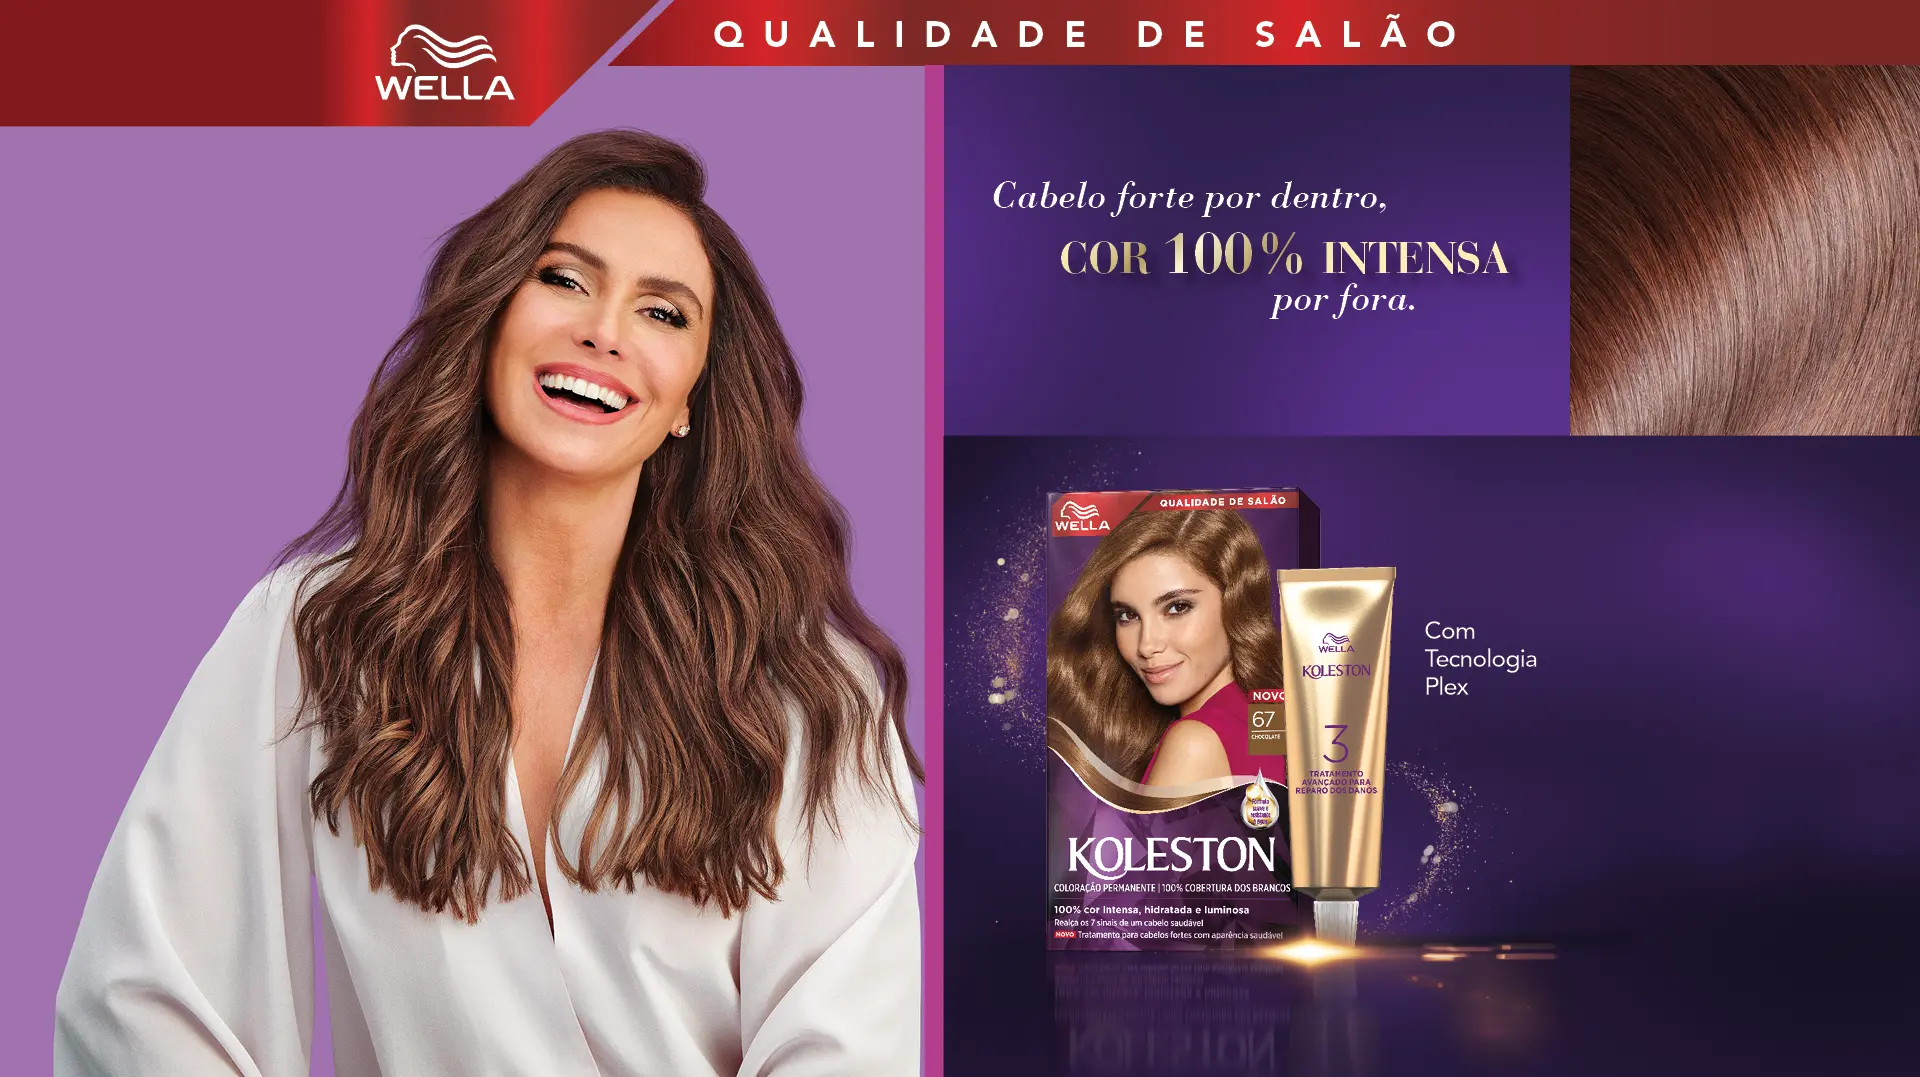 WELLA
QUALIDADE DE SALÃO
Cabelo forte por dentro,
COR 100% INTENSA
por fora.
WELLA
QUALIDADE DE SALÃO
NOVO
67
CHOCOLATE
Fórmula
suave e
KOLESTON
COLORAÇÃO PERMANENTE | 100% COBERTURA DOS BRANCOS
100% cor intensa, hidratada e luminosa
Realça os 7 sinais de um cabelo saudável
NOVO Tratamento para cabelos fortes com aparência saudável
WELLA
KOLESTON
3
TRATAMENTO
AVANÇADO PARA
REPARO DOS DANOS
Com
Tecnologia
Plex
KOLESTON